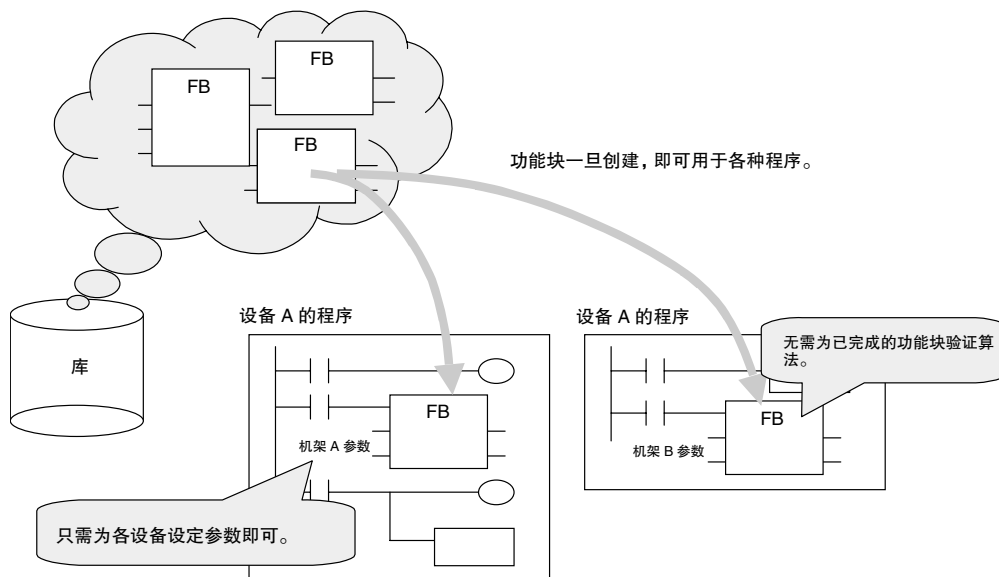 FB
FB
FB
功能块一旦创建，即可用于各种程序。
库
设备 A 的程序
FB
机架 A 参数
只需为各设备设定参数即可。
设备 A 的程序
无需为已完成的功能块验证算
法。
FB
机架 B 参数